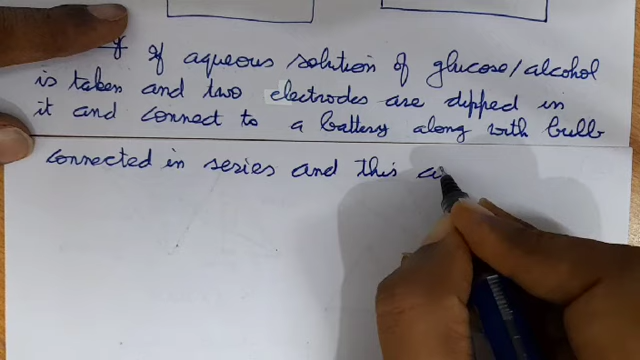 If aqueous solution of glucose/alcohol
is taken and two electrodes are dipped in
it and connect to a battery along with bulb
connected in series and this